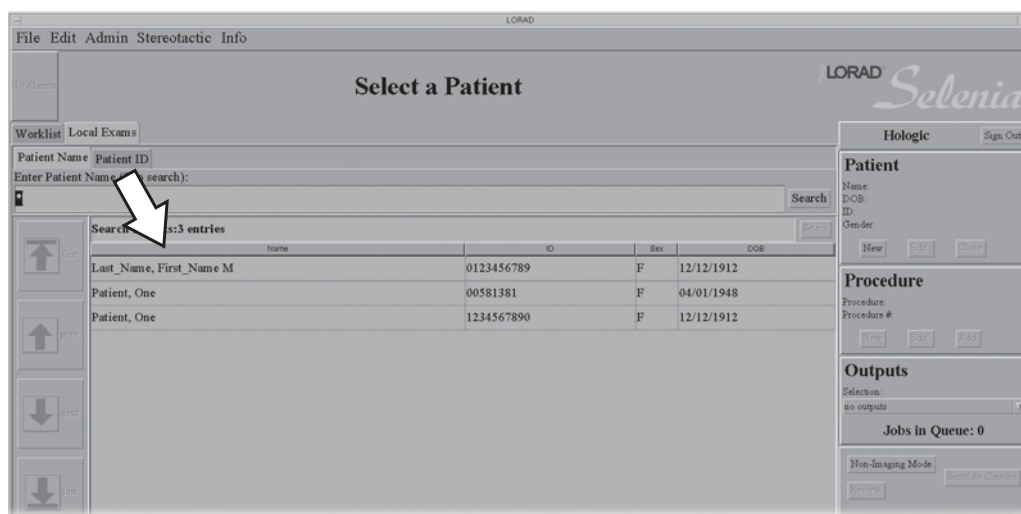 LORAD
File Edit Admin Stereotactic Info
No Alarms
Select a Patient
LORAD Selenia
Worklist Local Exams
Hologic Sign Out
Patient Name Patient ID
Enter Patient Name search):
*
Search
Search s:3 entries
Select
Name ID Sex DOB
Last_Name, First_Name M 0123456789 F 12/12/1912
Patient, One 00581381 F 04/01/1948
Patient, One 1234567890 F 12/12/1912
first
prev
next
last
Patient
Name:
DOB:
ID:
Gender:
New Edit Close
Procedure
Procedure:
Procedure #:
New Edit Add
Outputs
Selection:
no outputs
Jobs in Queue: 0
Non-Imaging Mode
Simulate Capture
Review